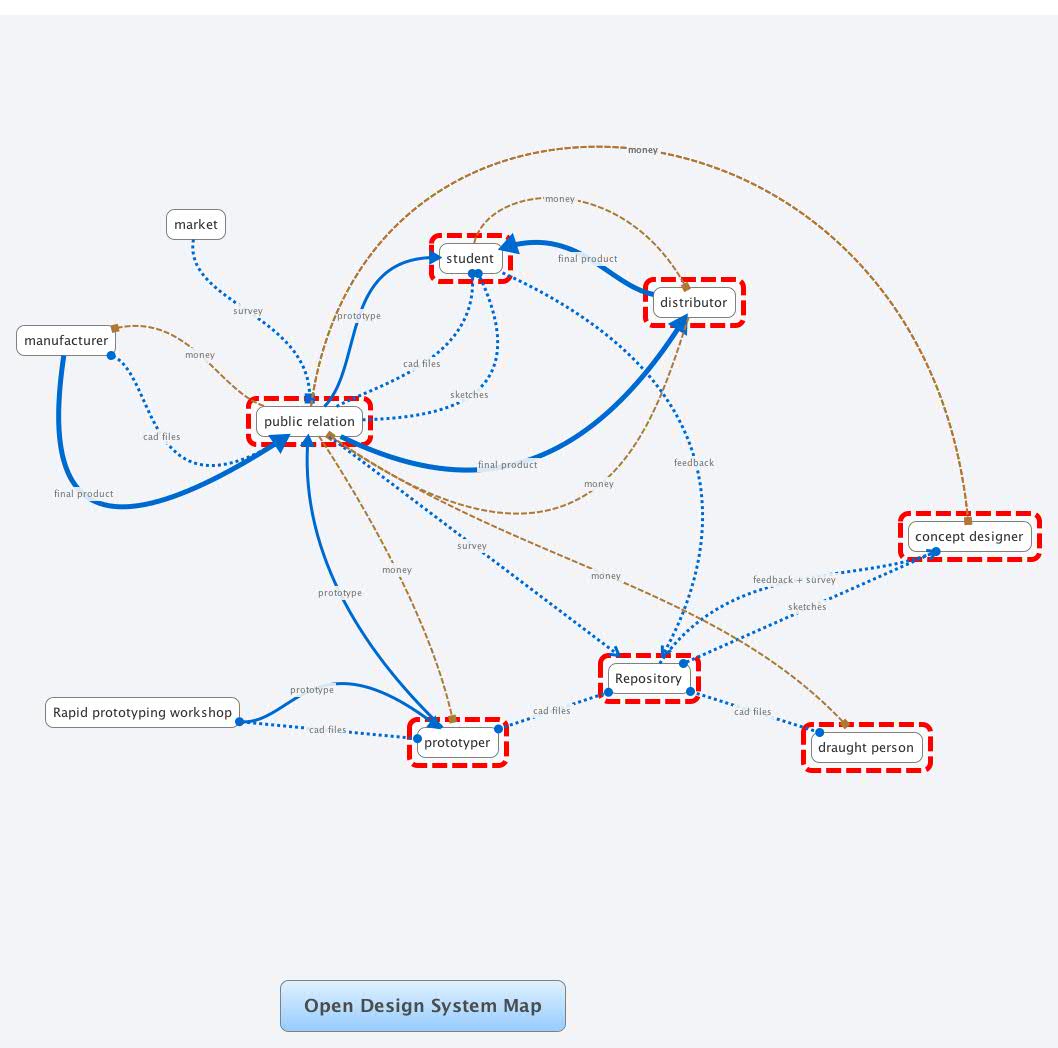 money
money
market
student
final product
distributor
survey
prototype
manufacturer
money
cad files
sketches
public relation
cad files
final product
feedback
final product
money
concept designer
survey
money
money
feedback + survey
prototype
sketches
Repository
prototype
Rapid prototyping workshop
cad files
cad files
cad files
prototyper
draught person
Open Design System Map